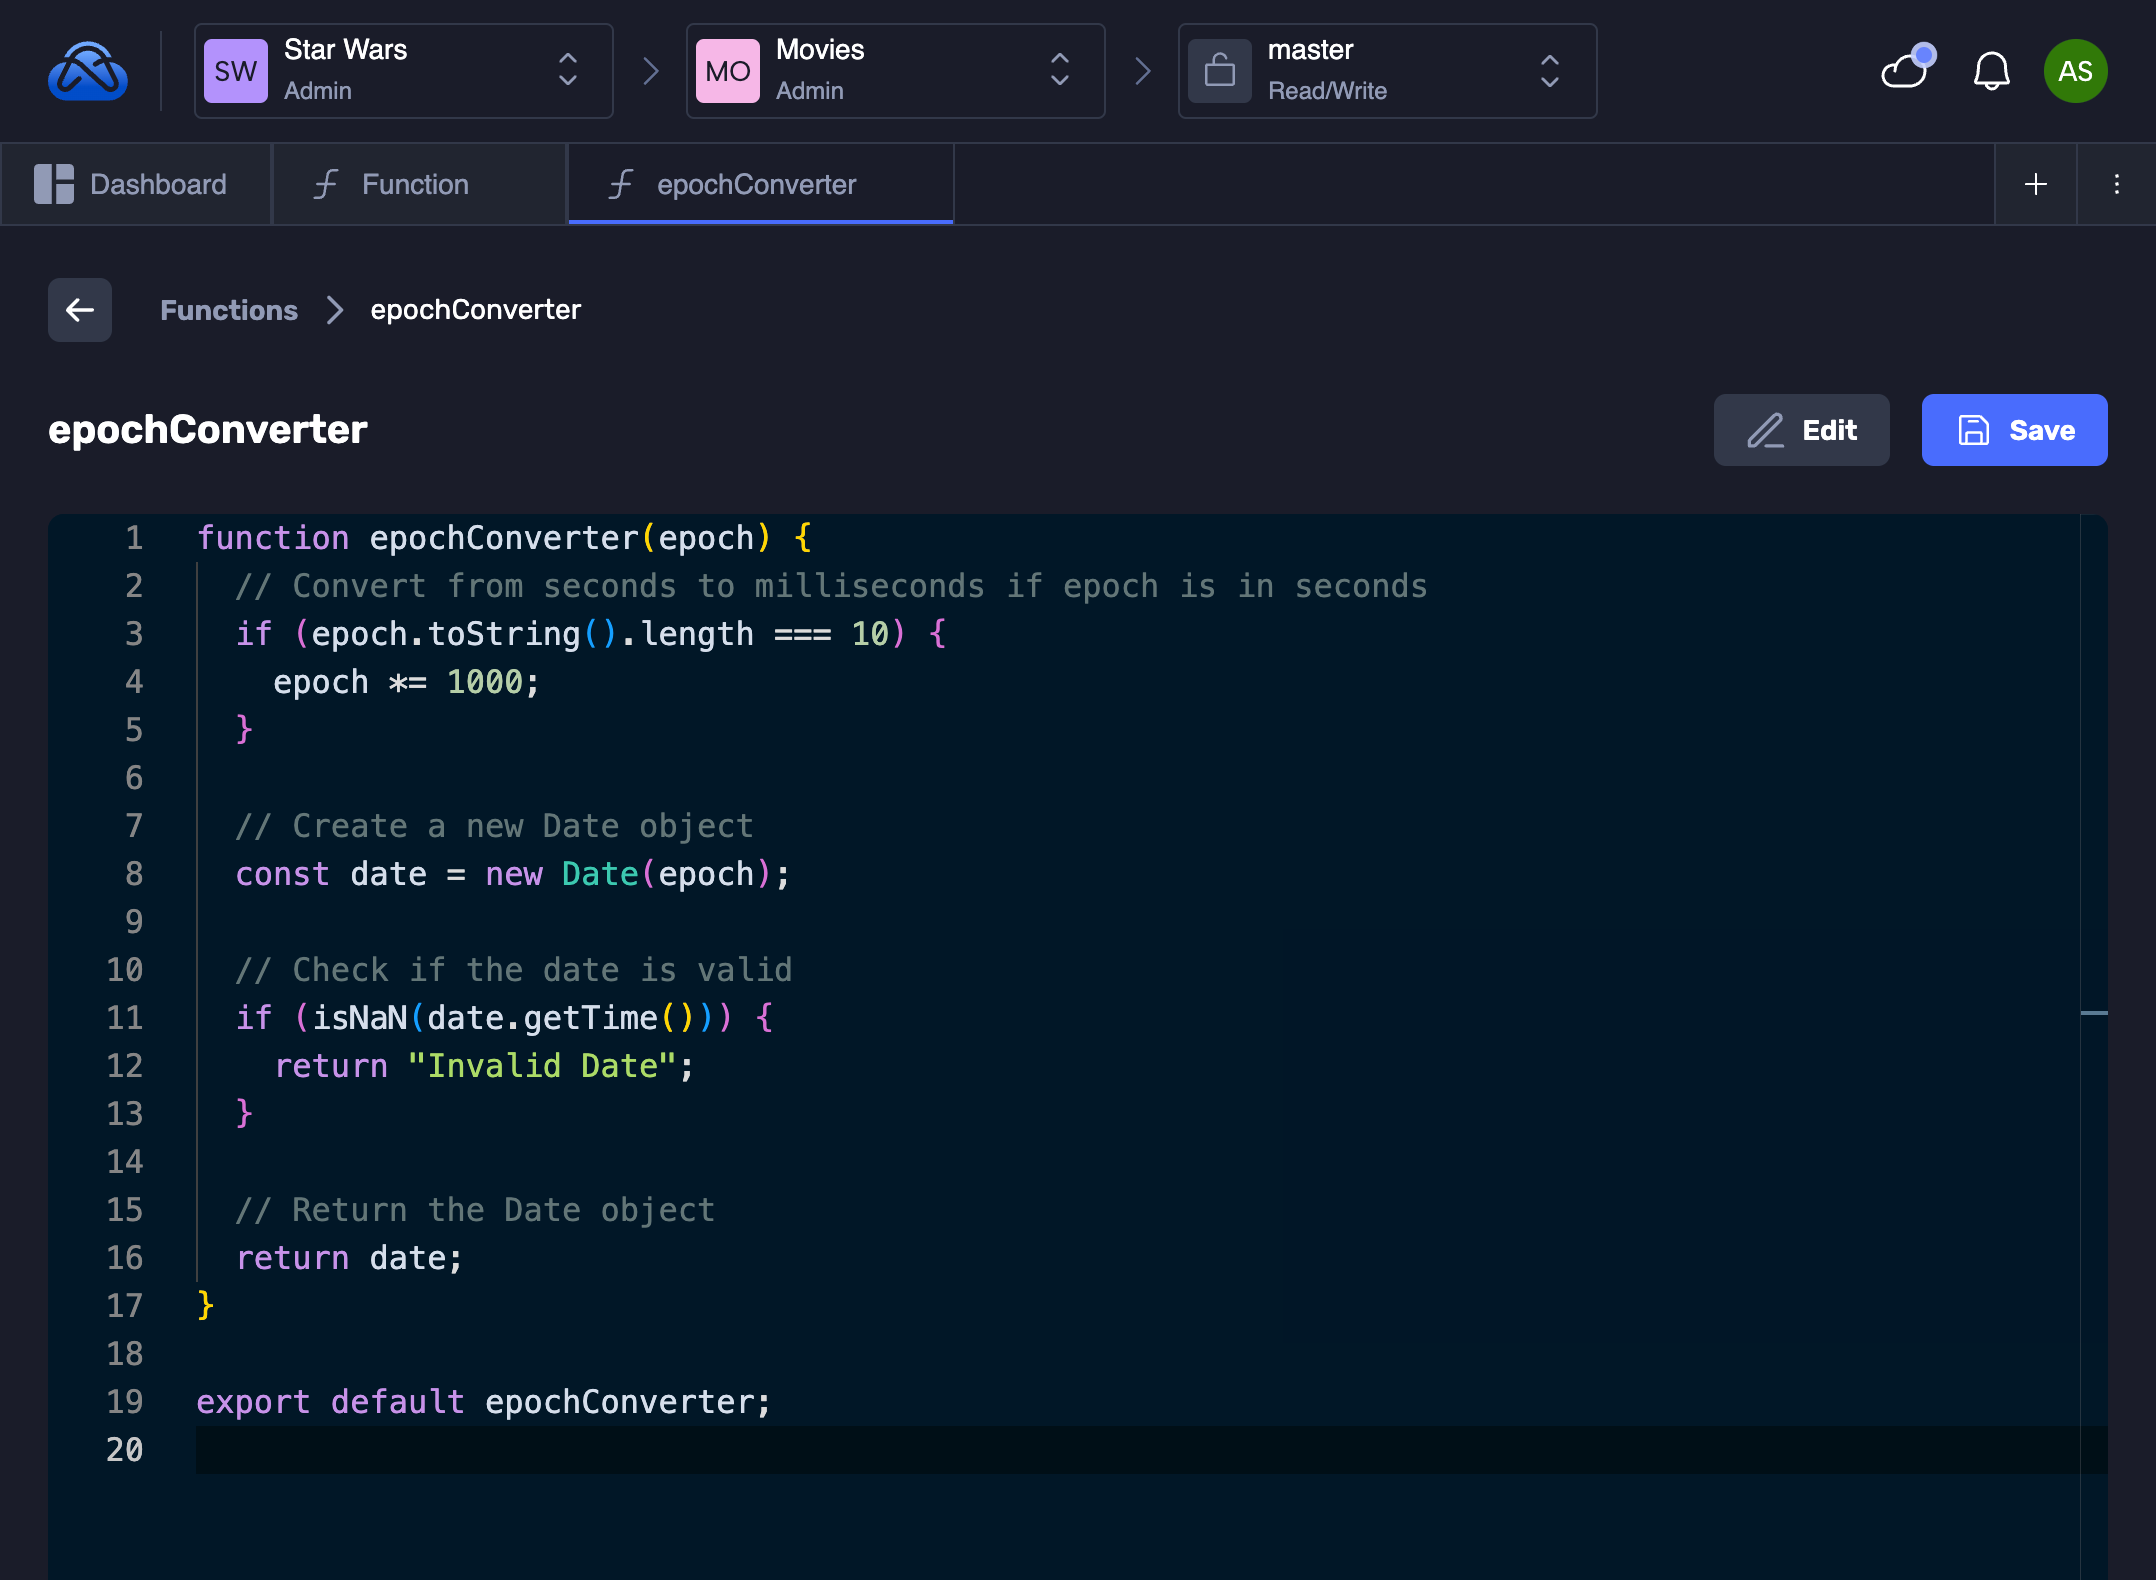 SW
Star Wars
Admin
MO
Movies
Admin
master
Read/Write
AS
Dashboard
Function
epochConverter
Functions
epochConverter
epochConverter
Edit
Save
1 function epochConverter(epoch) {
2   // Convert from seconds to milliseconds if epoch is in seconds
3   if (epoch.toString().length === 10) {
4     epoch *= 1000;
5   }
6
7   // Create a new Date object
8   const date = new Date(epoch);
9
10   // Check if the date is valid
11   if (isNaN(date.getTime())) {
12     return "Invalid Date";
13   }
14
15   // Return the Date object
16   return date;
17 }
18
19 export default epochConverter;
20